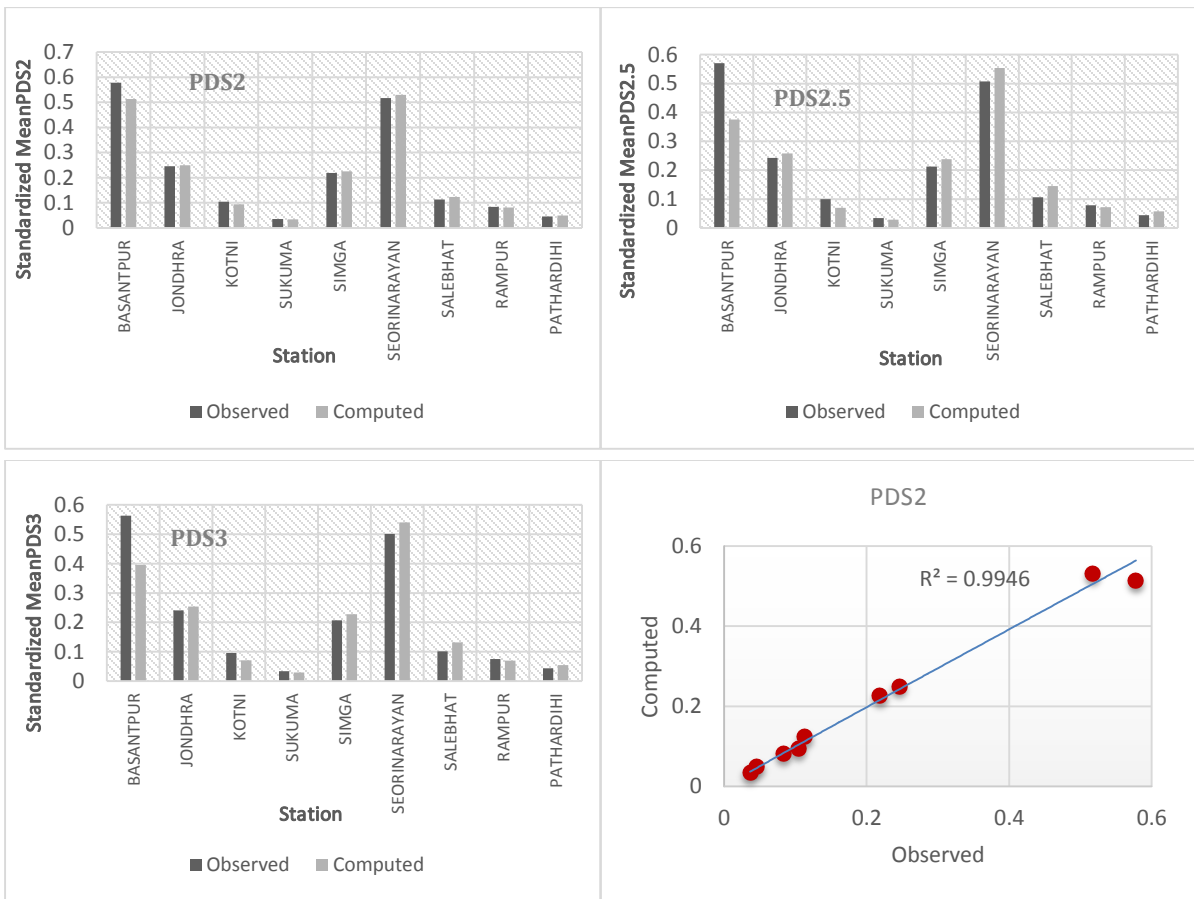 PDS2
Standardized MeanPDS2
0.7
0.6
0.5
0.4
0.3
0.2
0.1
0
BASANTPUR
JONDHRA
KOTNI
SUKUMA
SIMGA
SEORINARAYAN
SALEBHAT
RAMPUR
PATHARDIHI
Station
Observed Computed
PDS2.5
Standardized MeanPDS2.5
0.6
0.5
0.4
0.3
0.2
0.1
0
BASANTPUR
JONDHRA
KOTNI
SUKMA
SIMGA
SEORINARAYAN
SALEBHAT
RAMPUR
PATHARDIHI
Station
Observed Computed
PDS3
Standardized MeanPDS3
0.6
0.5
0.4
0.3
0.2
0.1
0
BASANTPUR
JONDHRA
KOTNI
SUKUMA
SIMGA
SEORINARAYAN
SALEBHAT
RAMPUR
PATHARDIHI
Station
Observed Computed
PDS2
R² = 0.9946
Computed
0.6
0.4
0.2
0
0 0.2 0.4 0.6
Observed